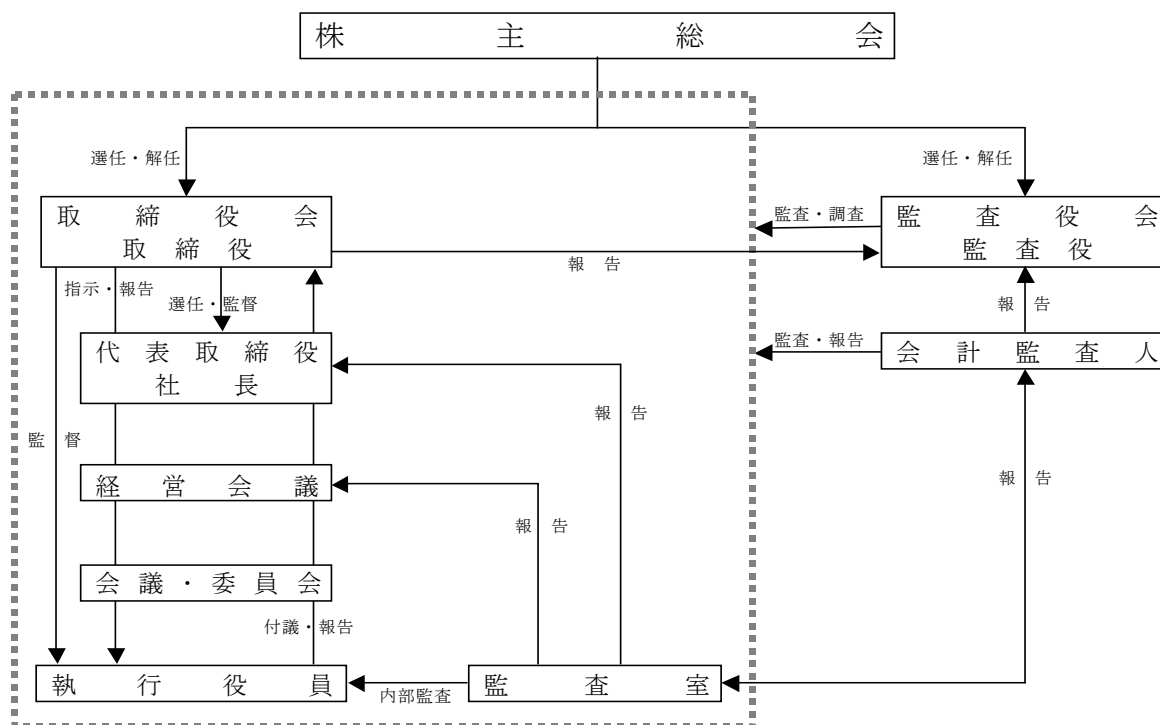 株主総会
選任・解任
選任・解任
取締役会
取締役
監査・調査
監査役会
監査役
報告
指示・報告
選任・監督
報告
代表取締役
社長
監査・報告
会計監査人
報告
監督
経営会議
報告
報告
会議・委員会
付議・報告
執行役員
内部監査
監査室